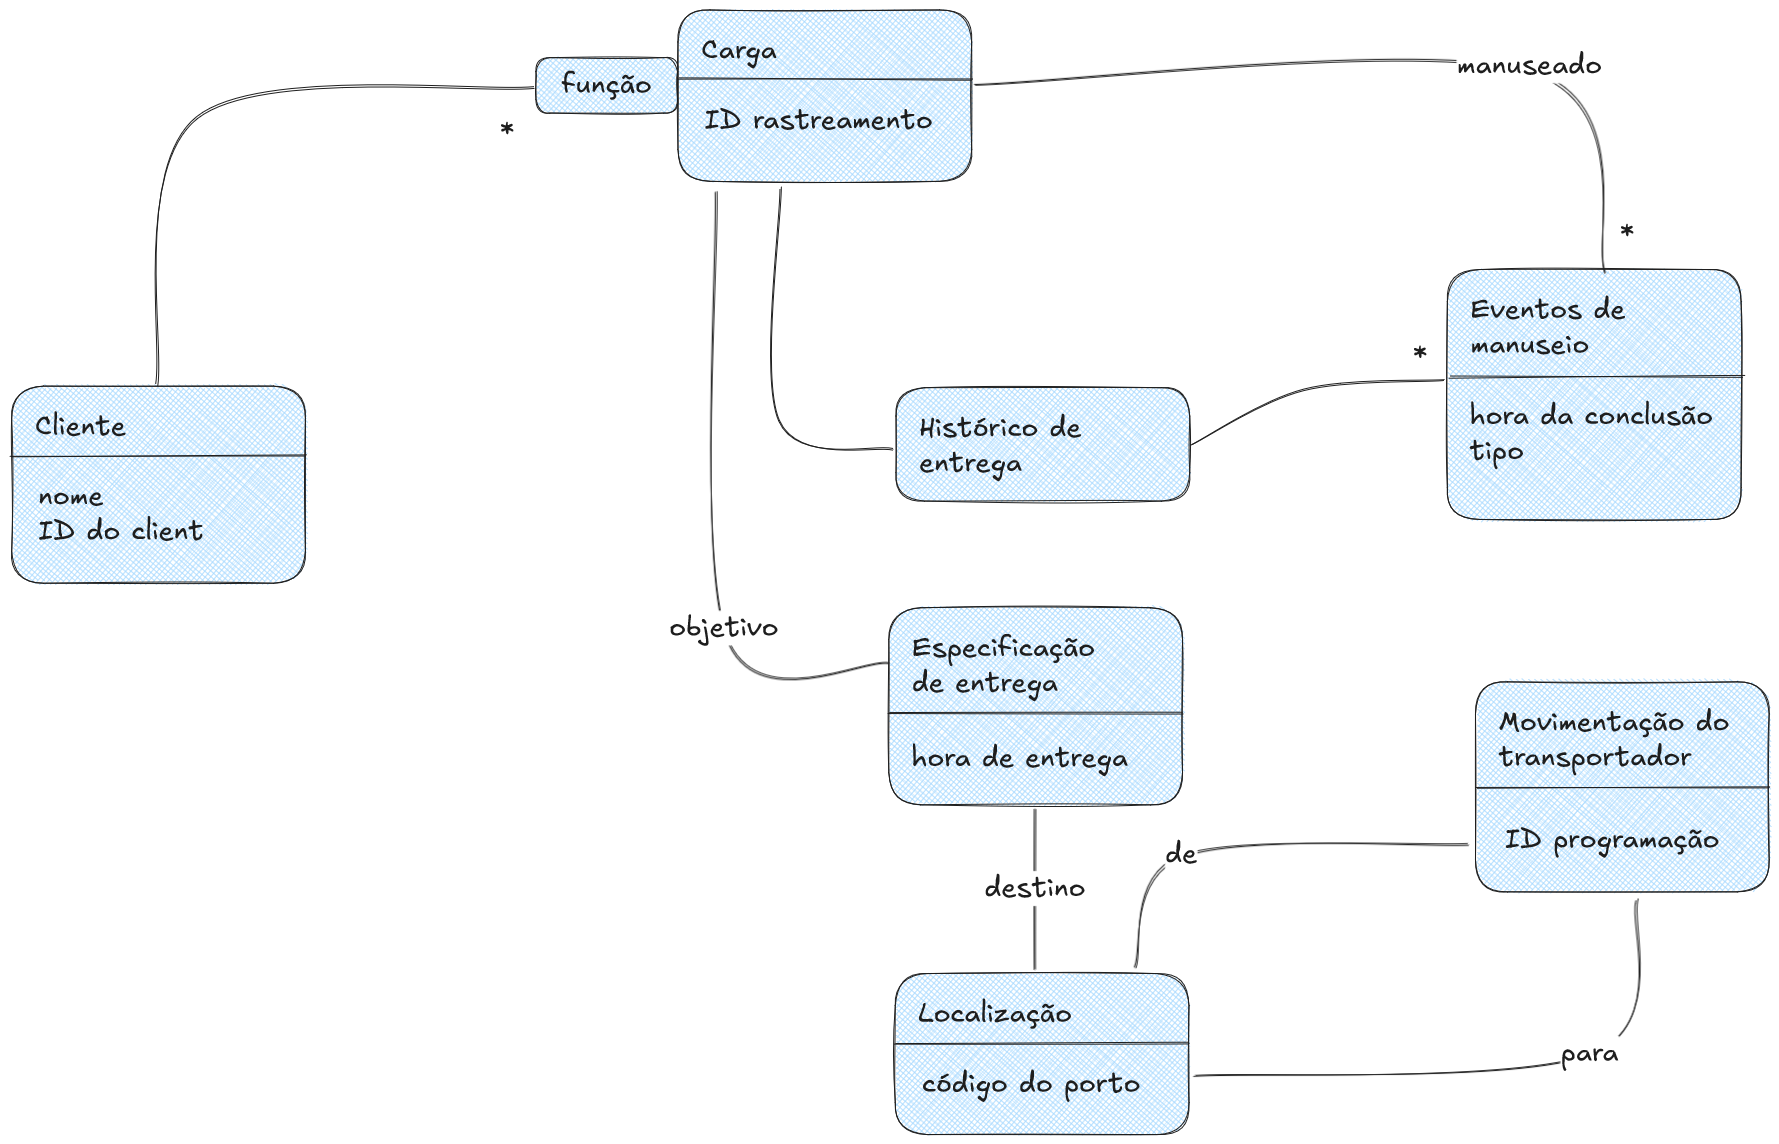 Carga
ID rastreamento
função
*
manuseado
*
Eventos de
manuseio
hora da conclusão
tipo
*
Histórico de
entrega
Cliente
nome
ID do client
objetivo
Especificação
de entrega
hora de entrega
Movimentação do
transportador
ID programação
de
destino
Localização
código do porto
para